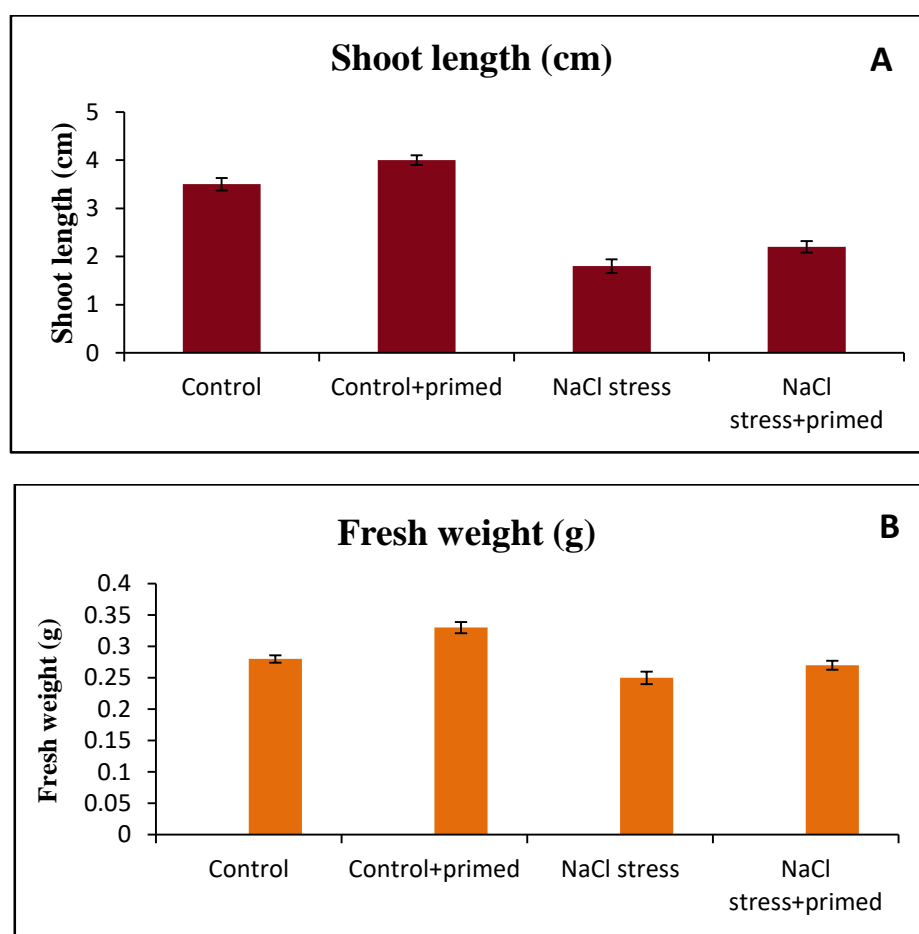 Shoot length (cm)
A
Shoot length (cm)
5
4
3
2
1
0
Control
Control+primed
NaCl stress
NaCl
stress+primed
Fresh weight (g)
B
Fresh weight (g)
0.4
0.35
0.3
0.25
0.2
0.15
0.1
0.05
0
Control
Control+primed
NaCl stress
NaCl
stress+primed